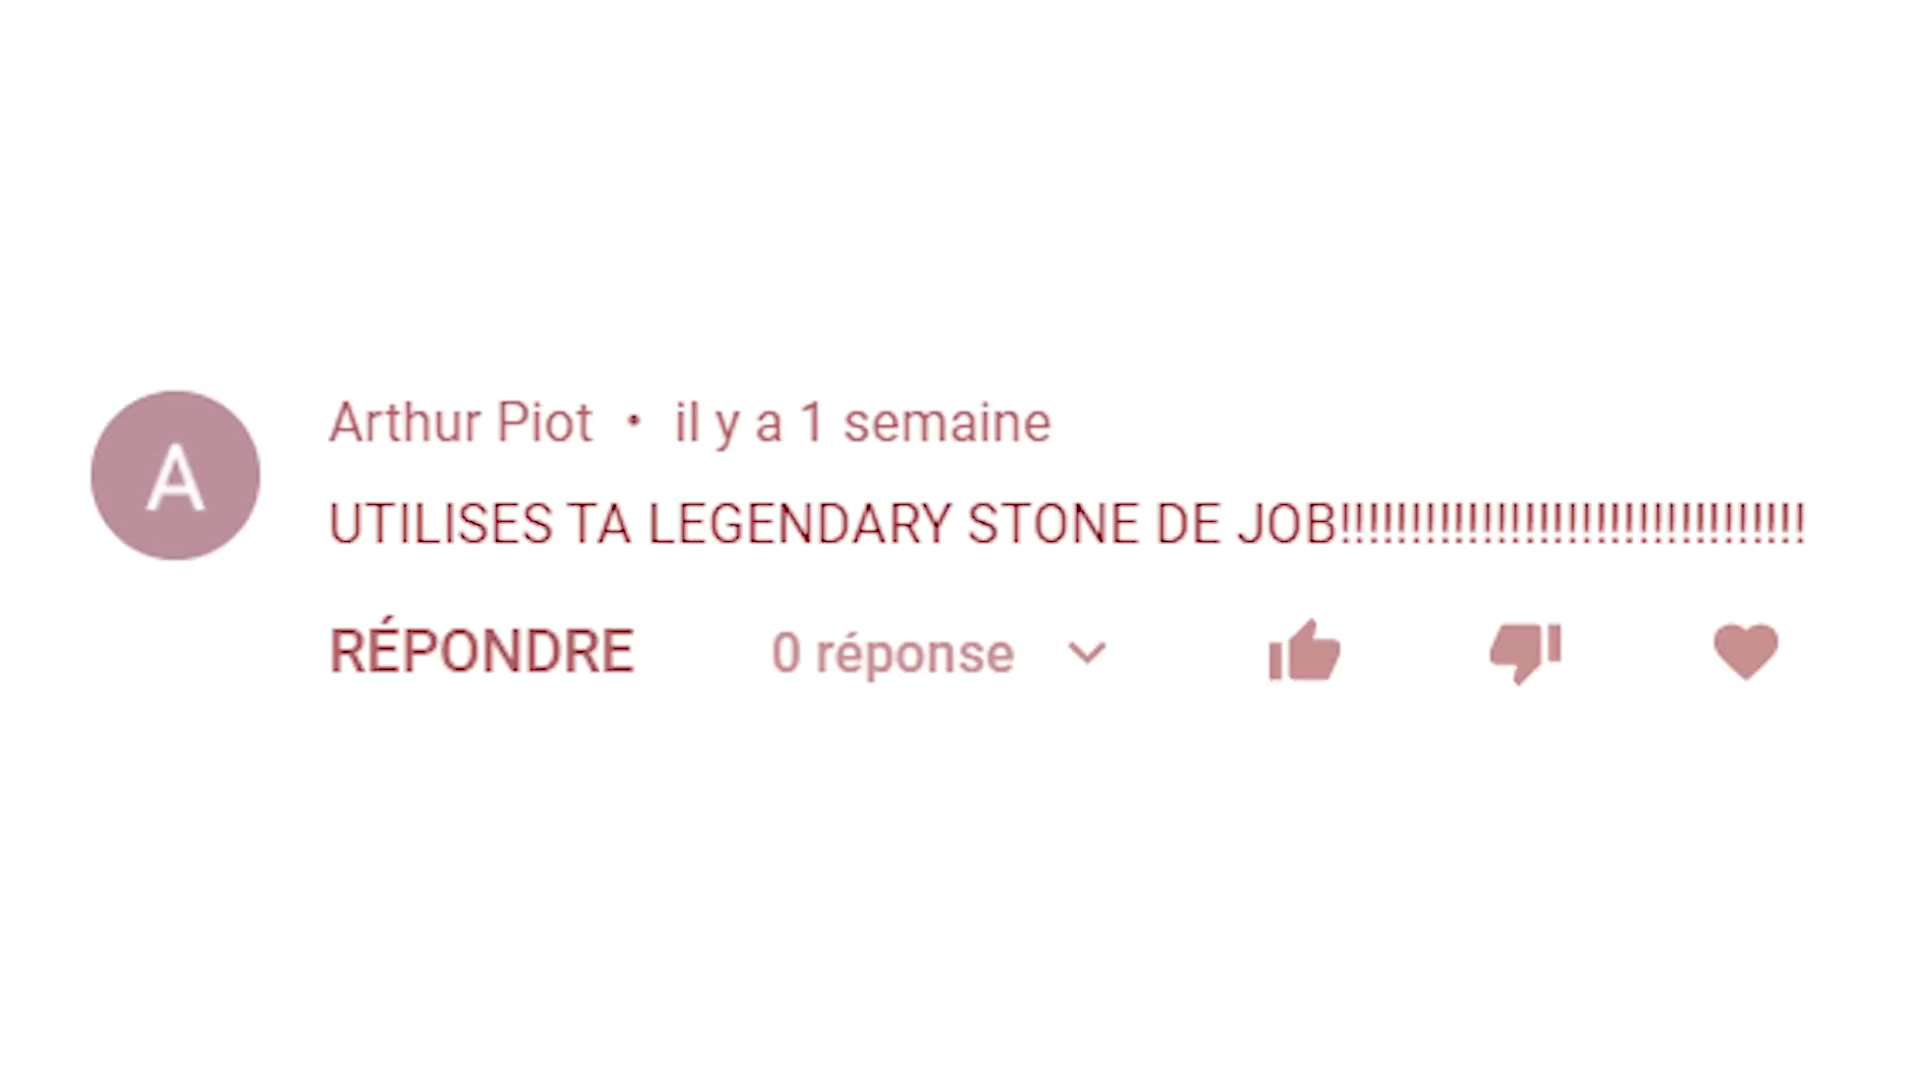 A
Arthur Piot • il y a 1 semaine
UTILISES TA LEGENDARY STONE DE JOB!!!!!!!!!!!!!!!!!!!!!!!!!!!!!!!!!
RÉPONDRE 0 réponse